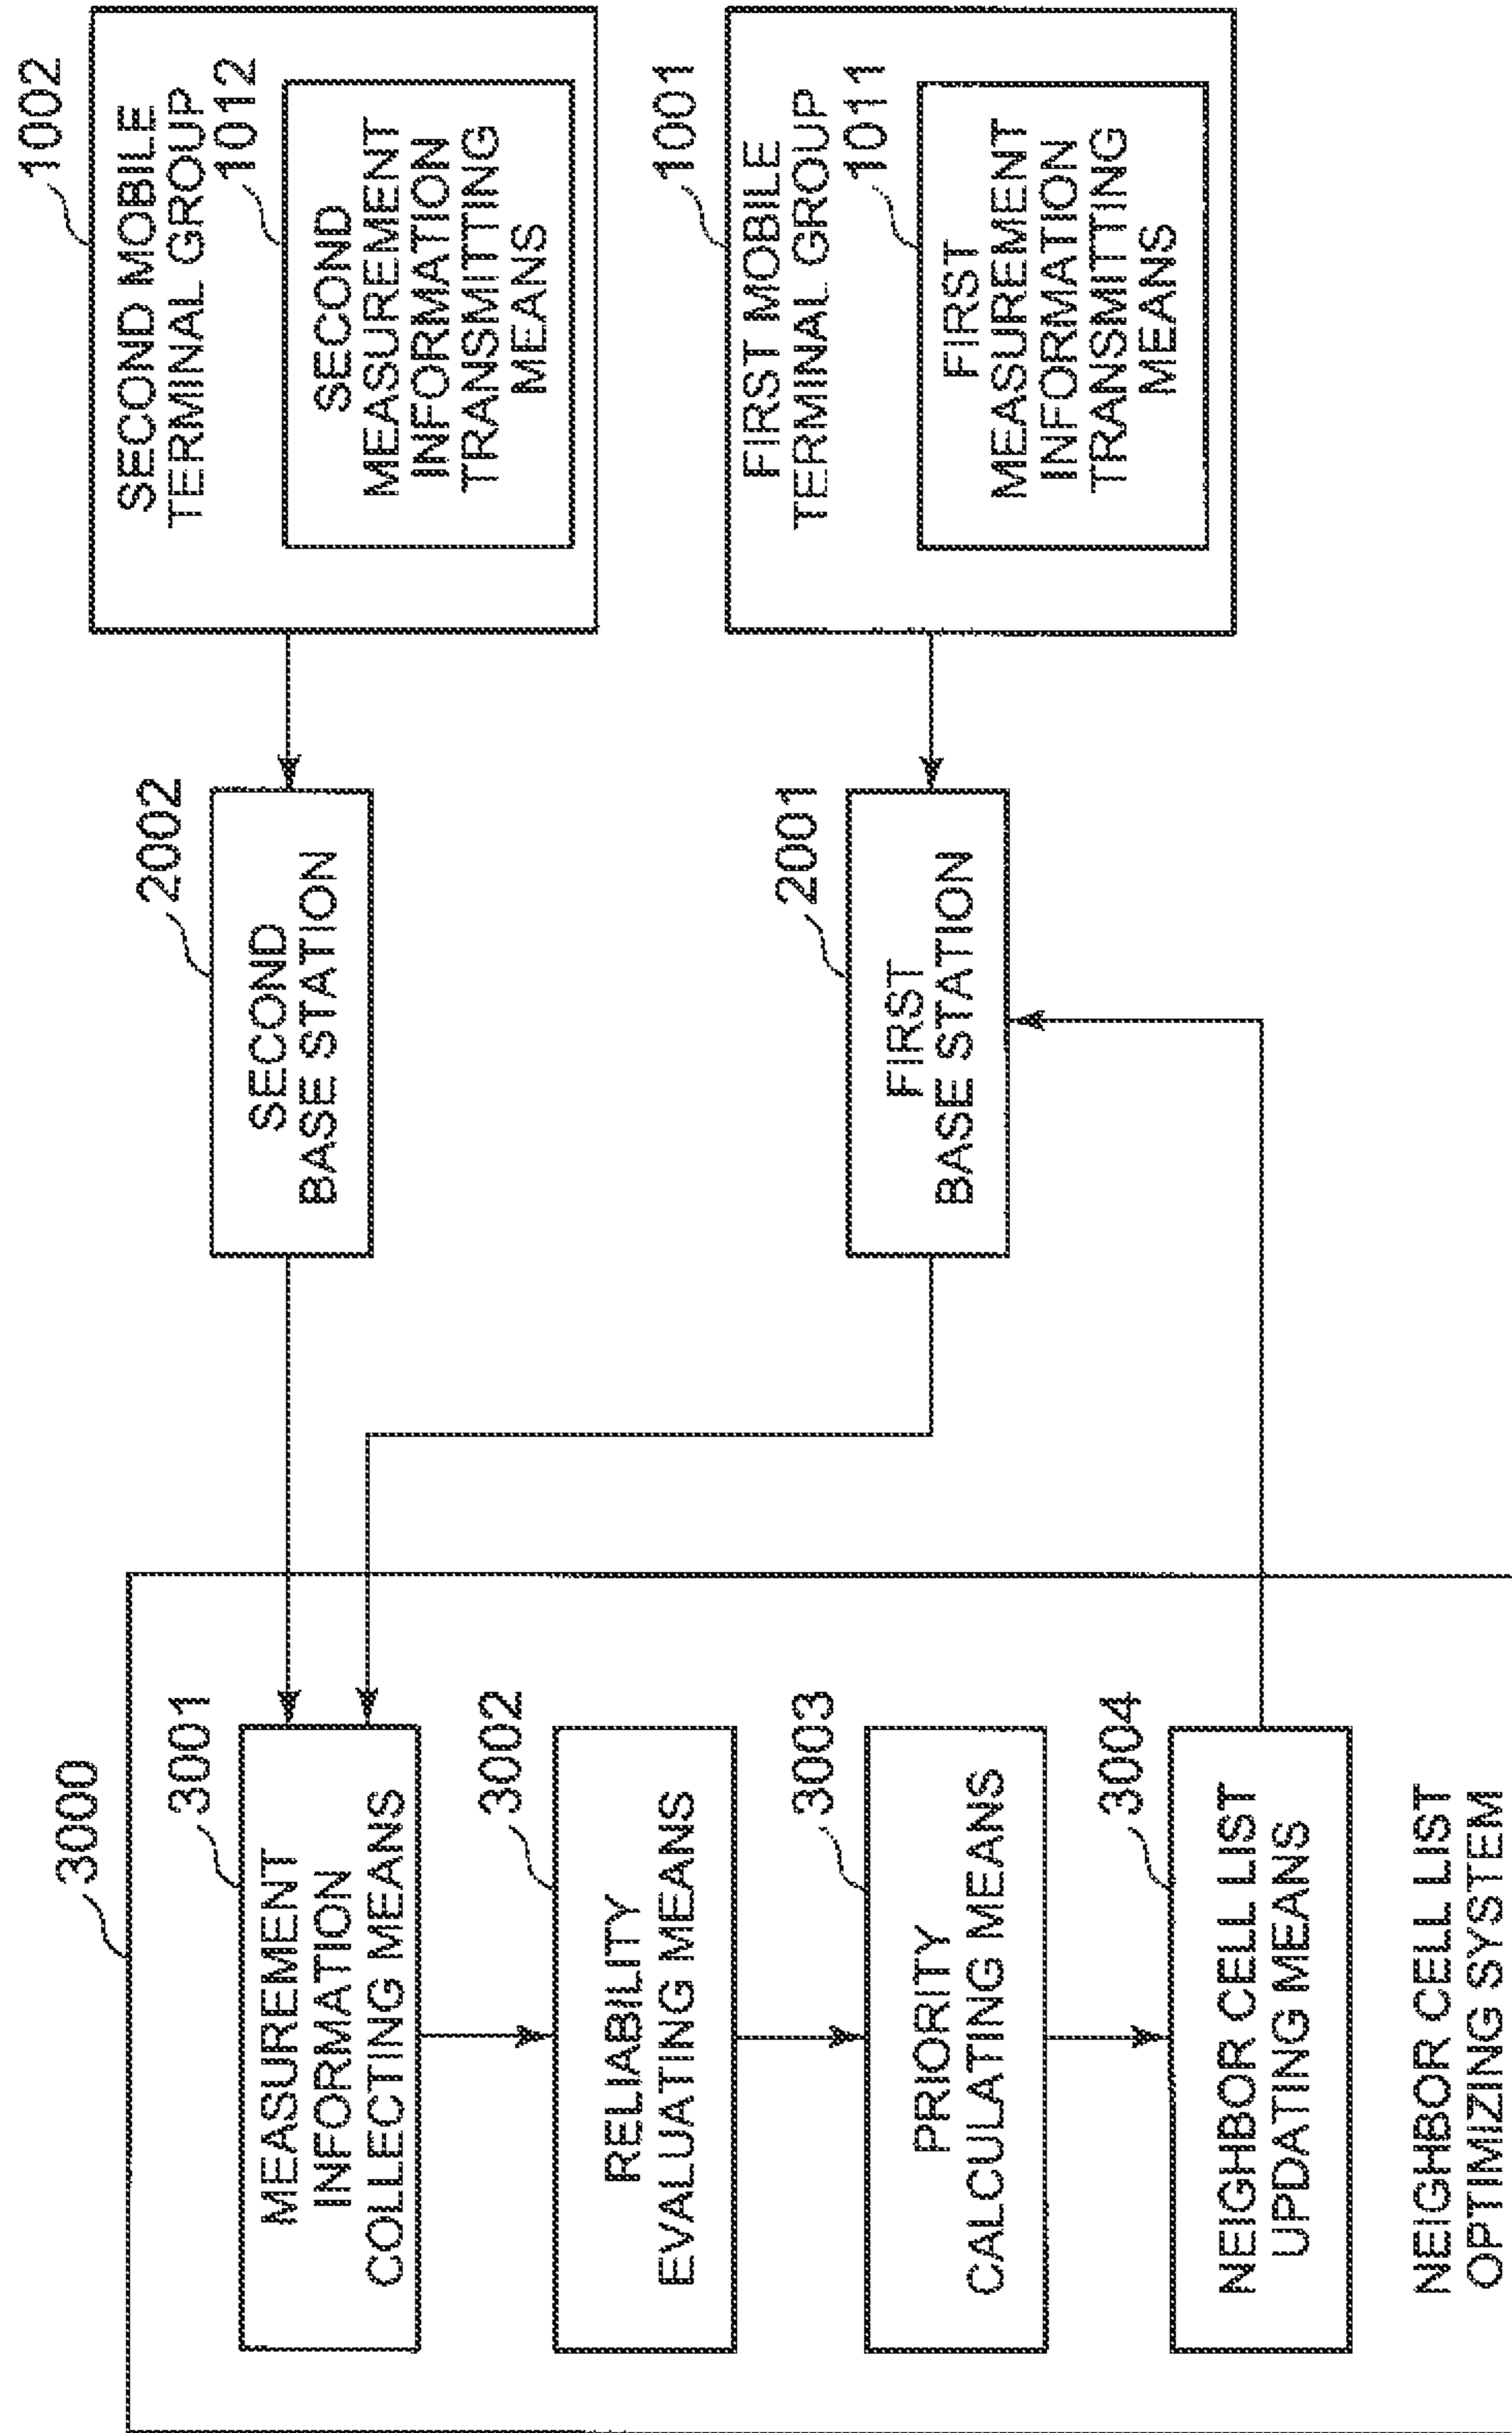 3000
3001
MEASUREMENT
INFORMATION
COLLECTING MEANS
3002
RELIABILITY
EVALUATING MEANS
3003
PRIORITY
CALCULATING MEANS
3004
NEIGHBOR CELL LIST
UPDATING MEANS
NEIGHBOR CELL LIST
OPTIMIZING SYSTEM
2002
SECOND
BASE STATION
2001
FIRST
BASE STATION
1002
SECOND MOBILE
TERMINAL GROUP
1012
SECOND
MEASUREMENT
INFORMATION
TRANSMITTING
MEANS
1001
FIRST MOBILE
TERMINAL GROUP
1011
FIRST
MEASUREMENT
INFORMATION
TRANSMITTING
MEANS